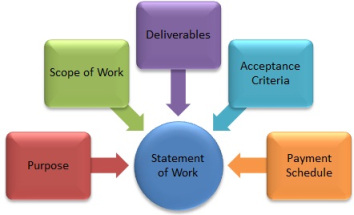 Deliverables
Scope of Work
Acceptance
Criteria
Purpose
Statement
of Work
Payment
Schedule